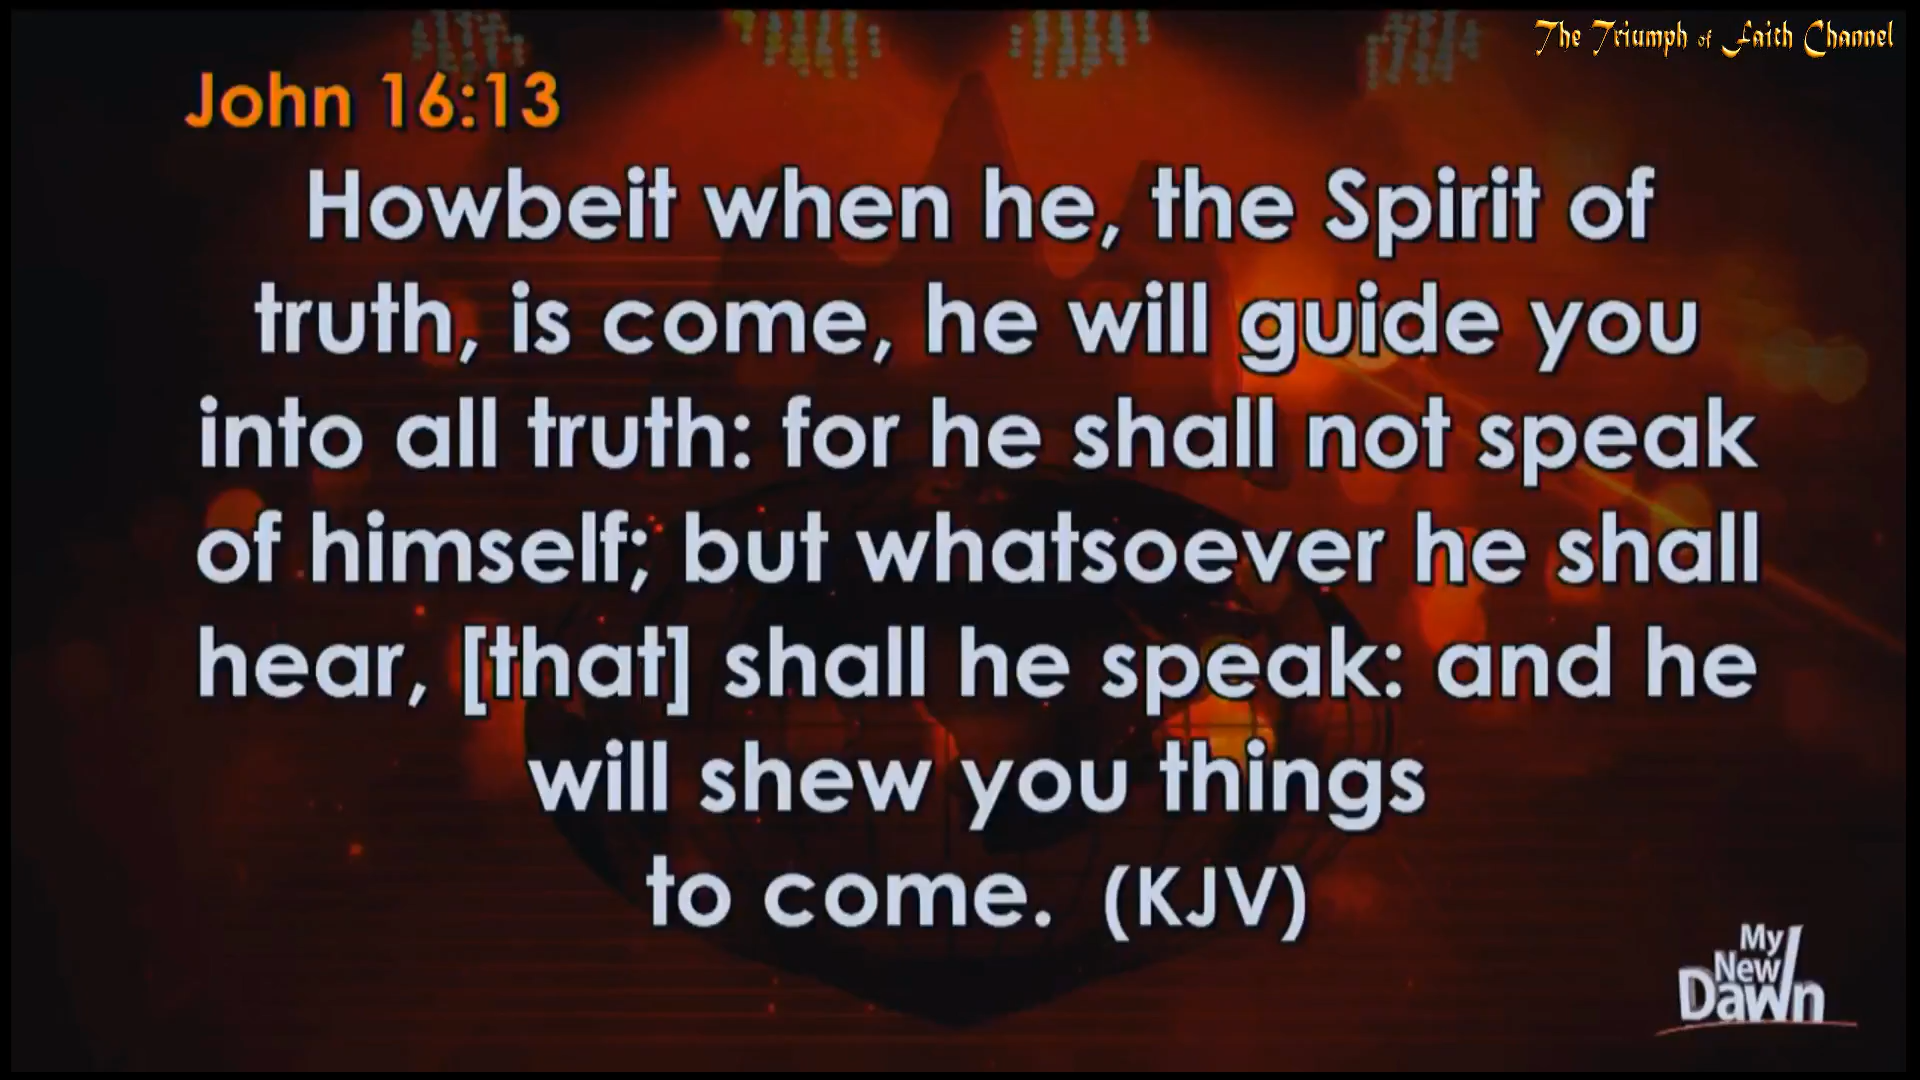 The Triumph of Faith Channel
John 16:13
Howbeit when he, the Spirit of
truth, is come, he will guide you
into all truth: for he shall not speak
of himself; but whatsoever he shall
hear, [that] shall he speak: and he
will shew you things
to come. (KJV)
My
New
Dawn